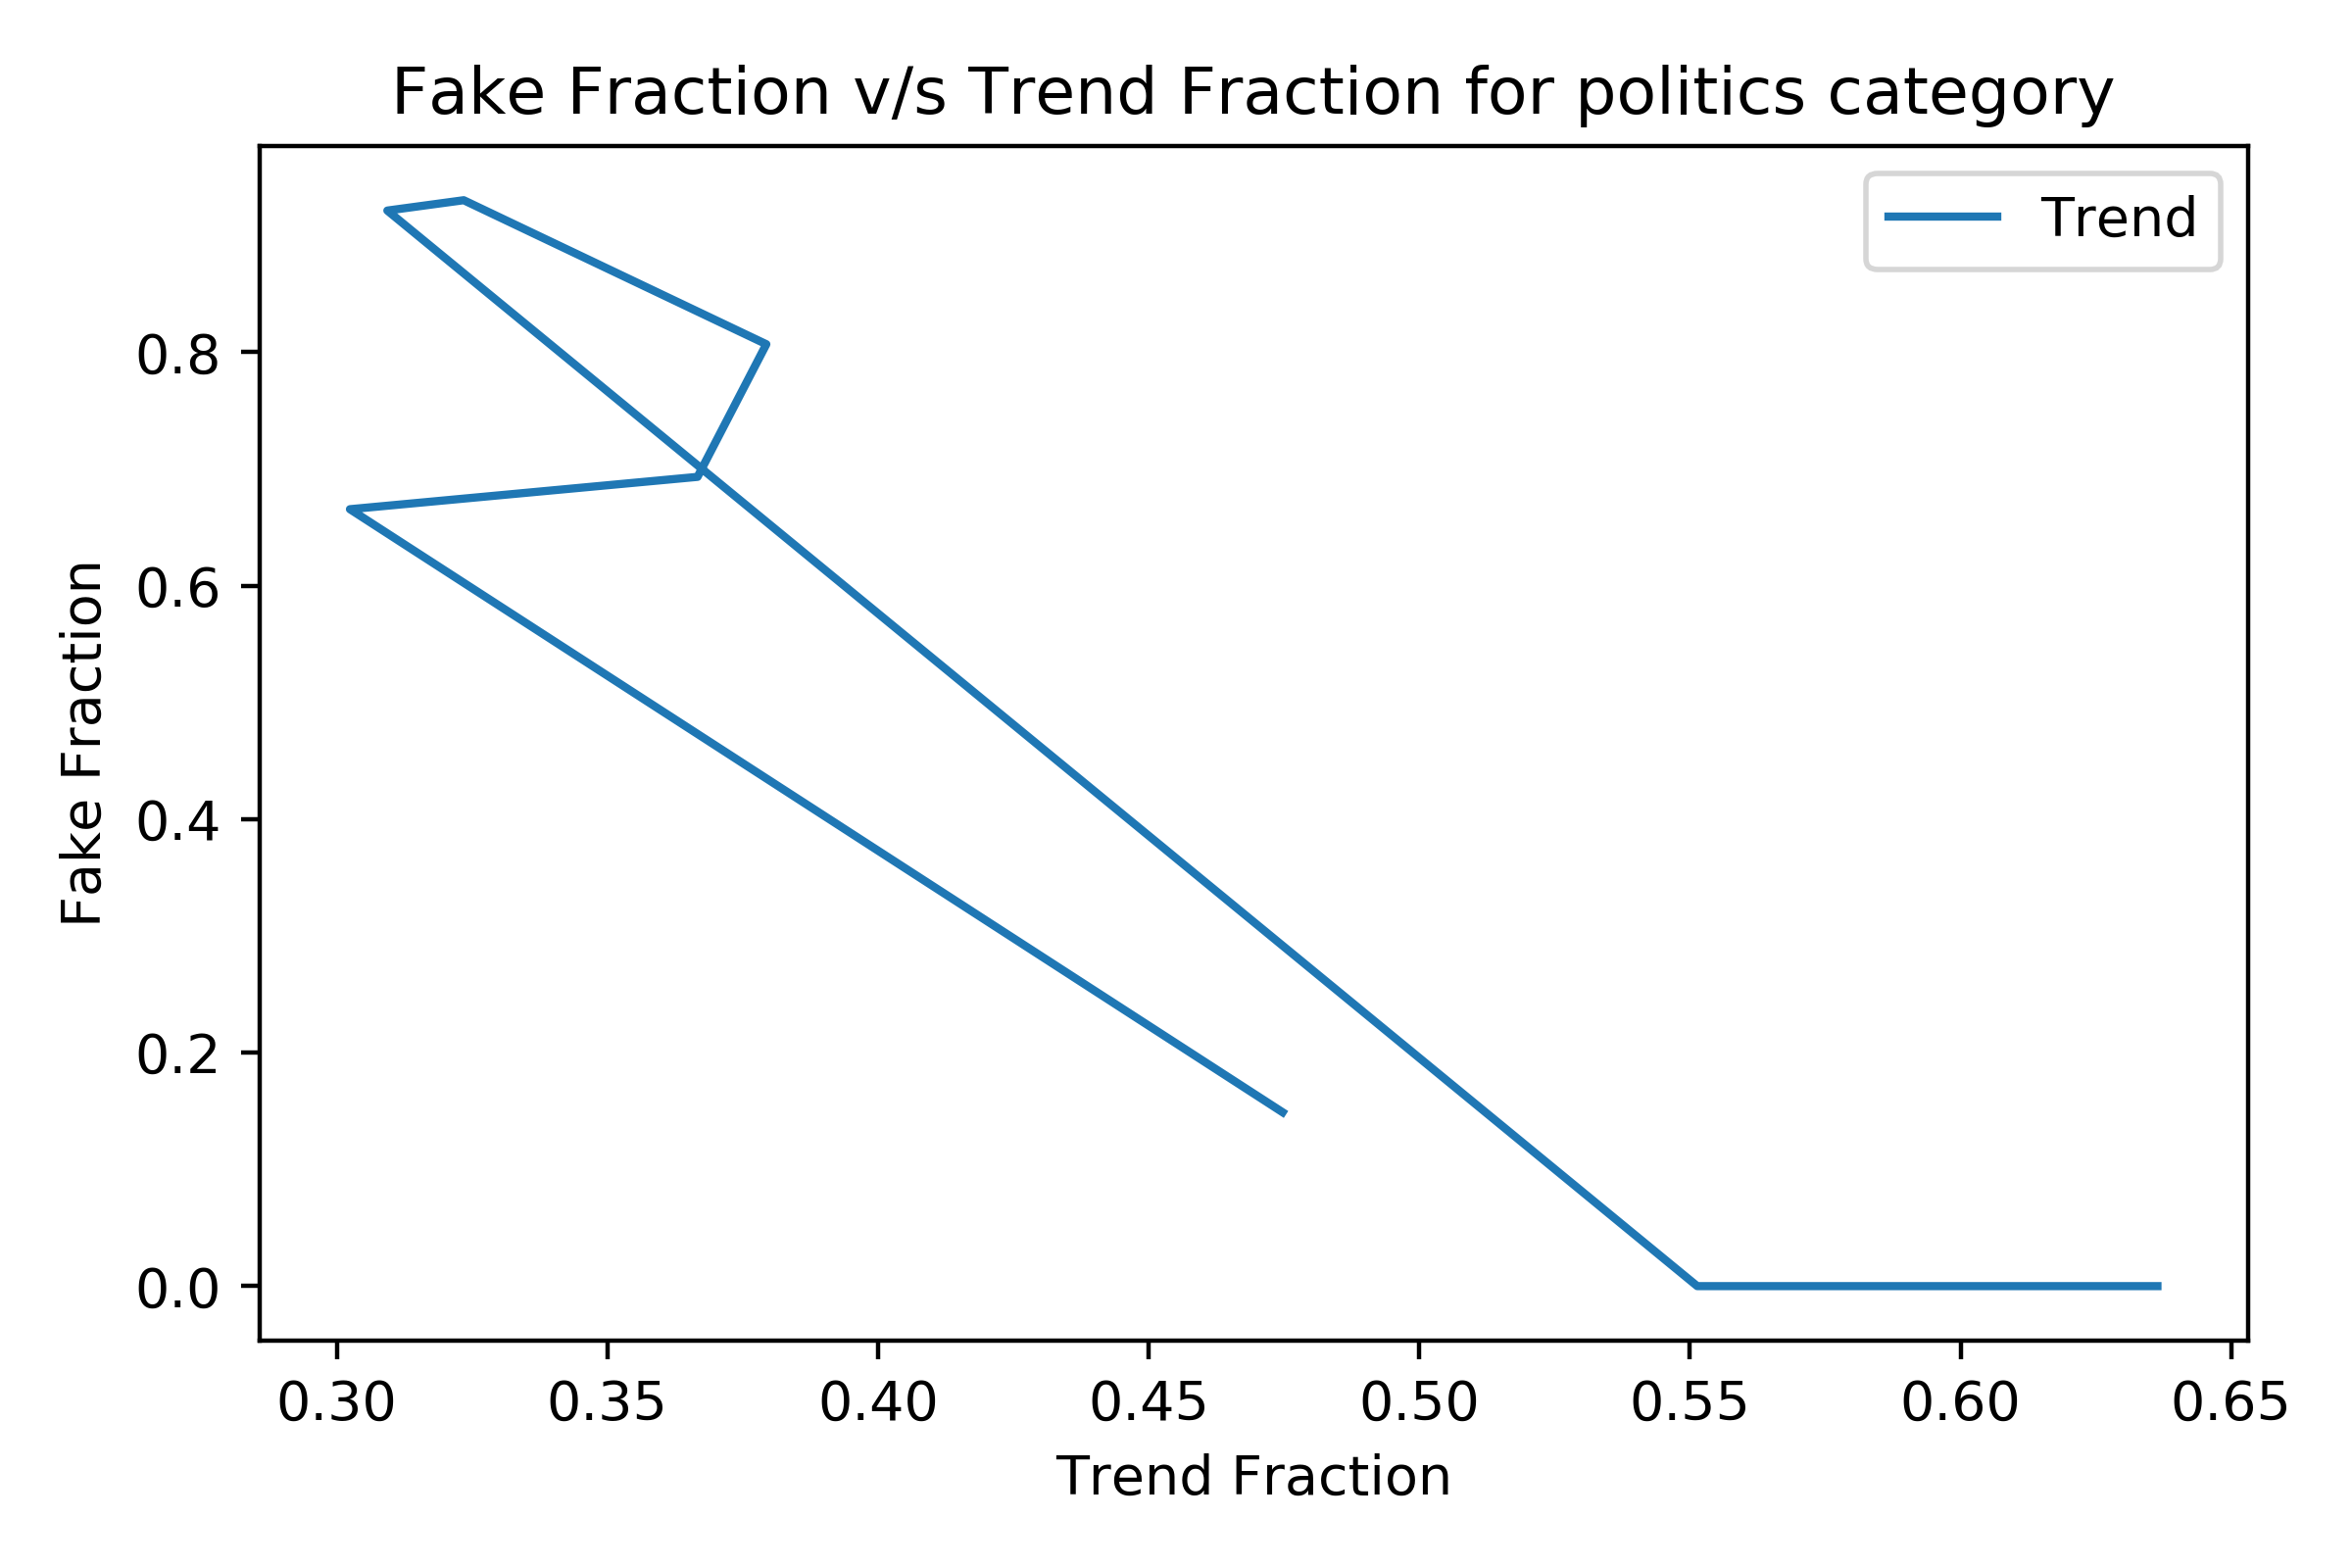 Fake Fraction v/s Trend Fraction for politics category
Trend
Fake Fraction
0.8
0.6
0.4
0.2
0.0
0.30 0.35 0.40 0.45 0.50 0.55 0.60 0.65
Trend Fraction